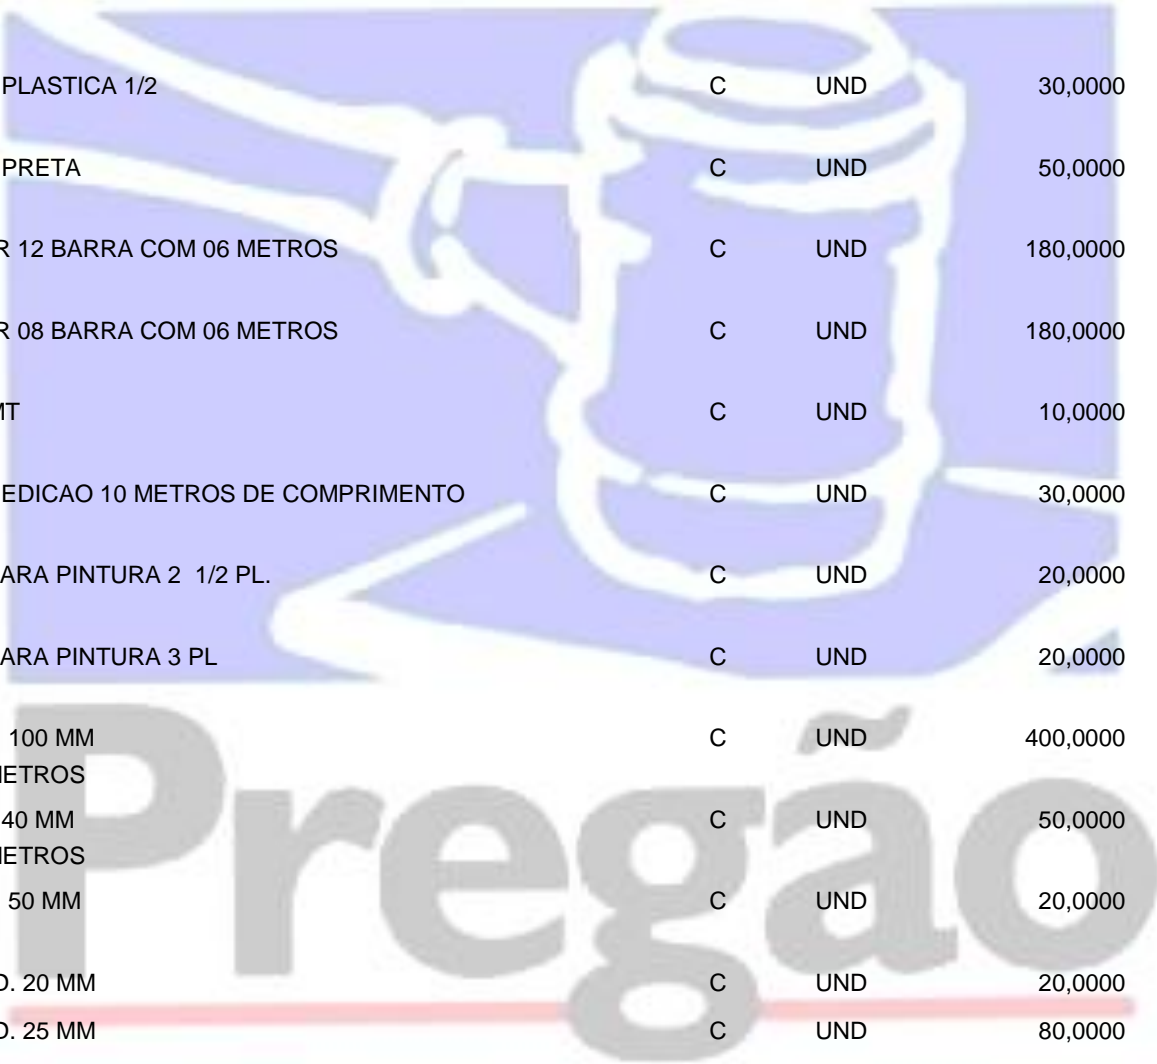 PLASTICA 1/2 C UND 30,0000
PRETA C UND 50,0000
R 12 BARRA COM 06 METROS C UND 180,0000
R 08 BARRA COM 06 METROS C UND 180,0000
MT C UND 10,0000
EDICAO 10 METROS DE COMPRIMENTO C UND 30,0000
ARA PINTURA 2 1/2 PL. C UND 20,0000
ARA PINTURA 3 PL C UND 20,0000
100 MM C UND 400,0000
METROS
40 MM C UND 50,0000
METROS
50 MM C UND 20,0000
D. 20 MM C UND 20,0000
D. 25 MM C UND 80,0000
Pregão